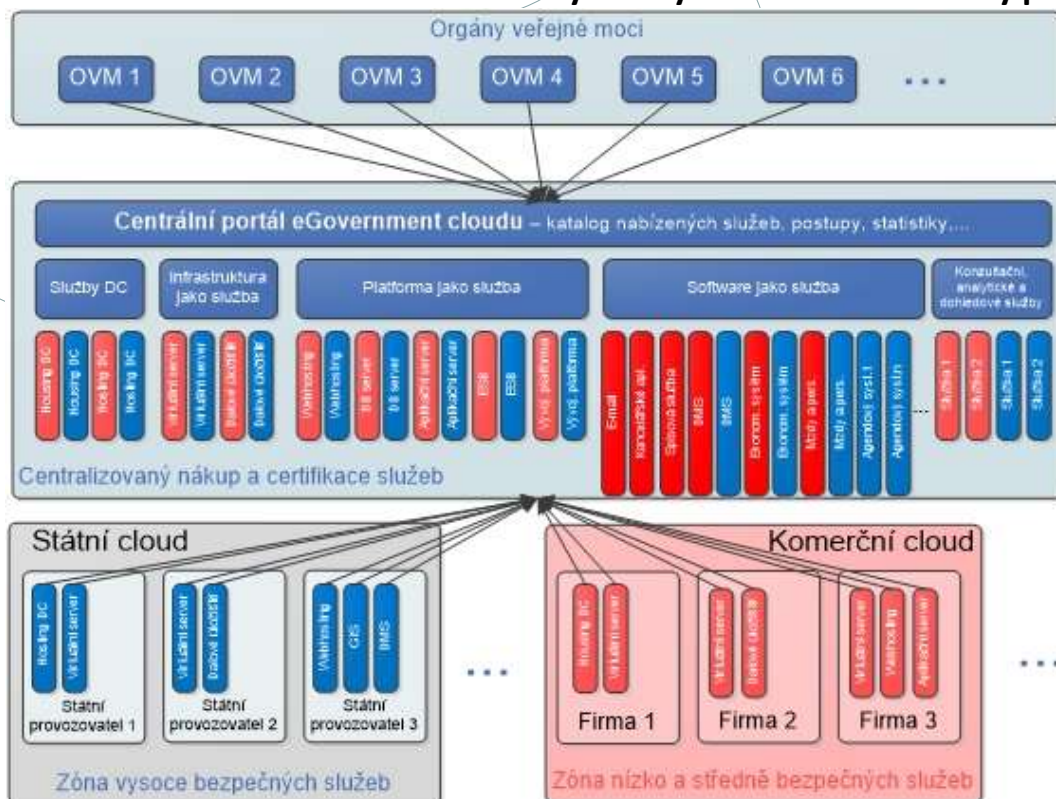 Orgány veřejné moci
OVM 1
OVM 2
OVM 3
OVM 4
OVM 5
OVM 6
...
Centrální portál eGovernment cloudu – katalog nabízených služeb, postupy, statistiky,...
Služby DC
Infrastruktura
jako služba
Platforma jako služba
Software jako služba
Konzultační,
analytické a
dohledové služby
Housing DC
Housing DC
Hosting DC
Hosting DC
Virtuální server
Virtuální server
Datové úložiště
Datové úložiště
Webhosting
Webhosting
DB server
DB server
Aplikační server
Aplikační server
ESB
ESB
Vývoj. platforma
Vývoj. platforma
E-mail
Kancelářské apl.
Spisová služba
DMS
DMS
Ekonom. systém
Ekonom. systém
Mzdy a pers.
Mzdy a pers.
Agendový syst.1
Agendový syst.n
....
Služba 1
Služba 2
Služba 1
Služba 2
Centralizovaný nákup a certifikace služeb
Státní cloud
Hosting DC
Virtuální server
Státní
provozovatel 1
Virtuální server
Datové úložiště
Státní
provozovatel 2
Webhosting
GIS
DMS
Státní
provozovatel 3
...
Zóna vysoce bezpečných služeb
Komerční cloud
Housing DC
Virtuální server
Firma 1
Virtuální server
Datové úložiště
Firma 2
Virtuální server
Webhosting
Aplikační server
Firma 3
...
Zóna nízko a středně bezpečných služeb